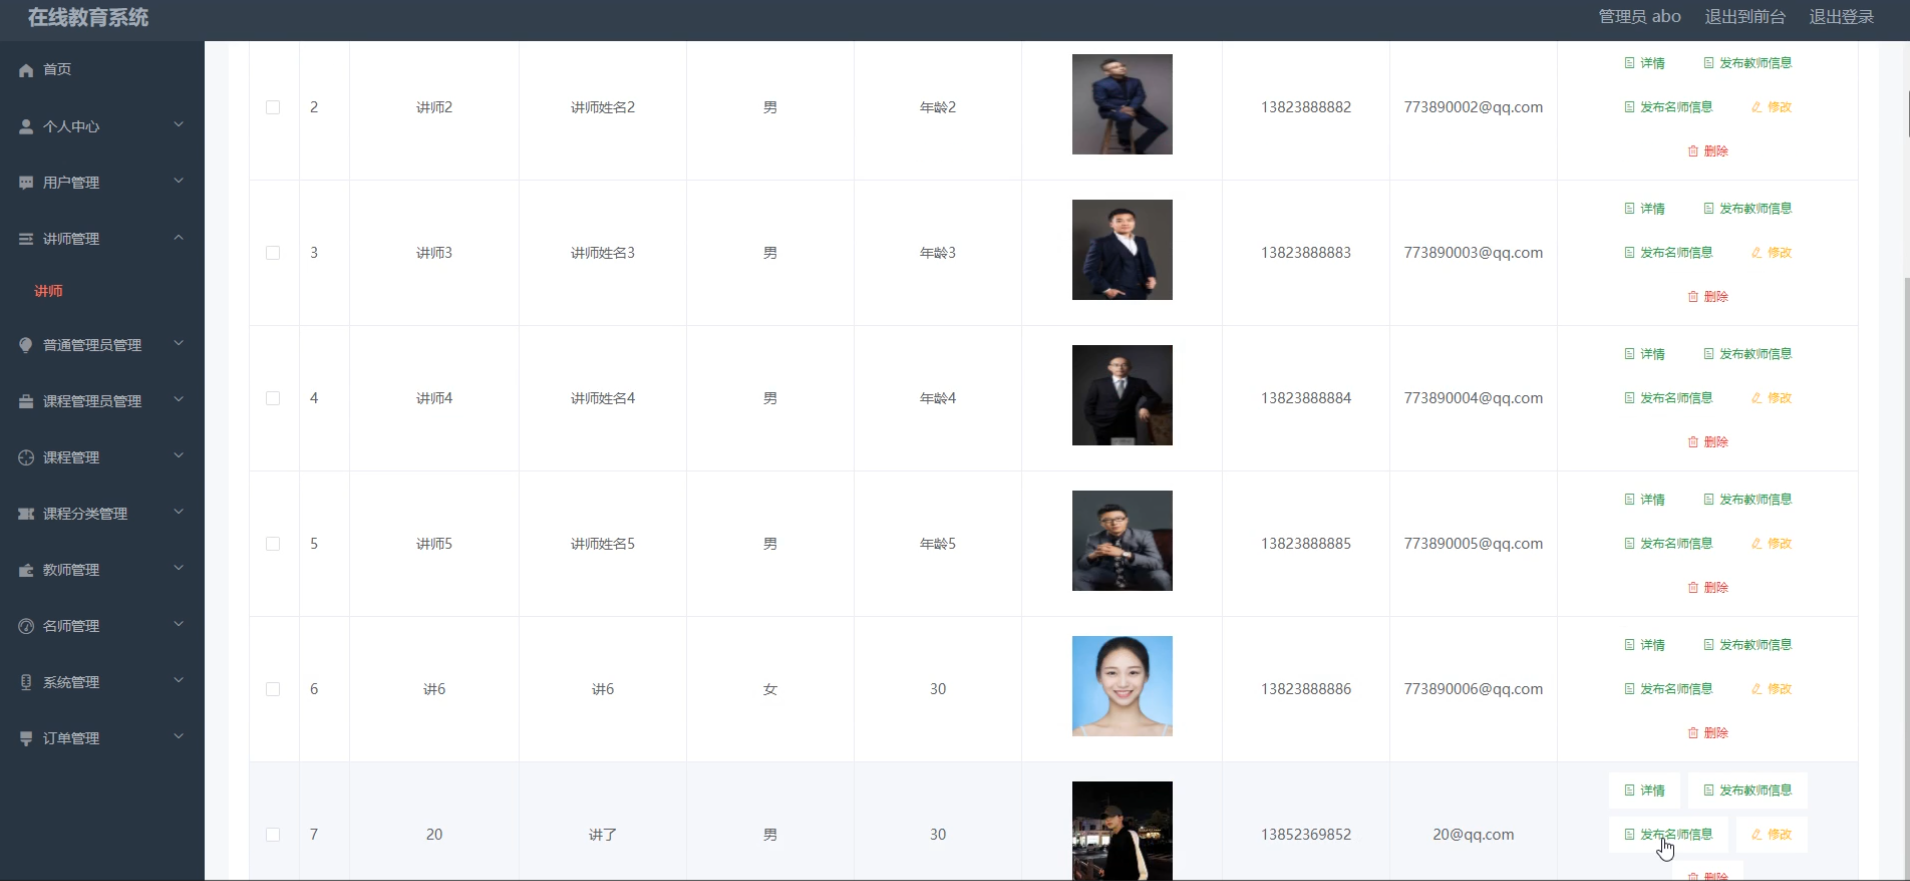 在线教育系统
管理员 abo 退出到前台 退出登录
首页
个人中心
用户管理
讲师管理
讲师
普通管理员管理
课程管理员管理
课程管理
课程分类管理
教师管理
名师管理
系统管理
订单管理
详情 发布教师信息
2 讲师2 讲师姓名2 男 年龄2 13823888882 773890002@qq.com 发布名师信息 修改
删除
详情 发布教师信息
3 讲师3 讲师姓名3 男 年龄3 13823888883 773890003@qq.com 发布名师信息 修改
删除
详情 发布教师信息
4 讲师4 讲师姓名4 男 年龄4 13823888884 773890004@qq.com 发布名师信息 修改
删除
详情 发布教师信息
5 讲师5 讲师姓名5 男 年龄5 13823888885 773890005@qq.com 发布名师信息 修改
删除
详情 发布教师信息
6 讲6 讲6 女 30 13823888886 773890006@qq.com 发布名师信息 修改
删除
详情 发布教师信息
7 20 讲了 男 30 13852369852 20@qq.com 发布名师信息 修改
删除